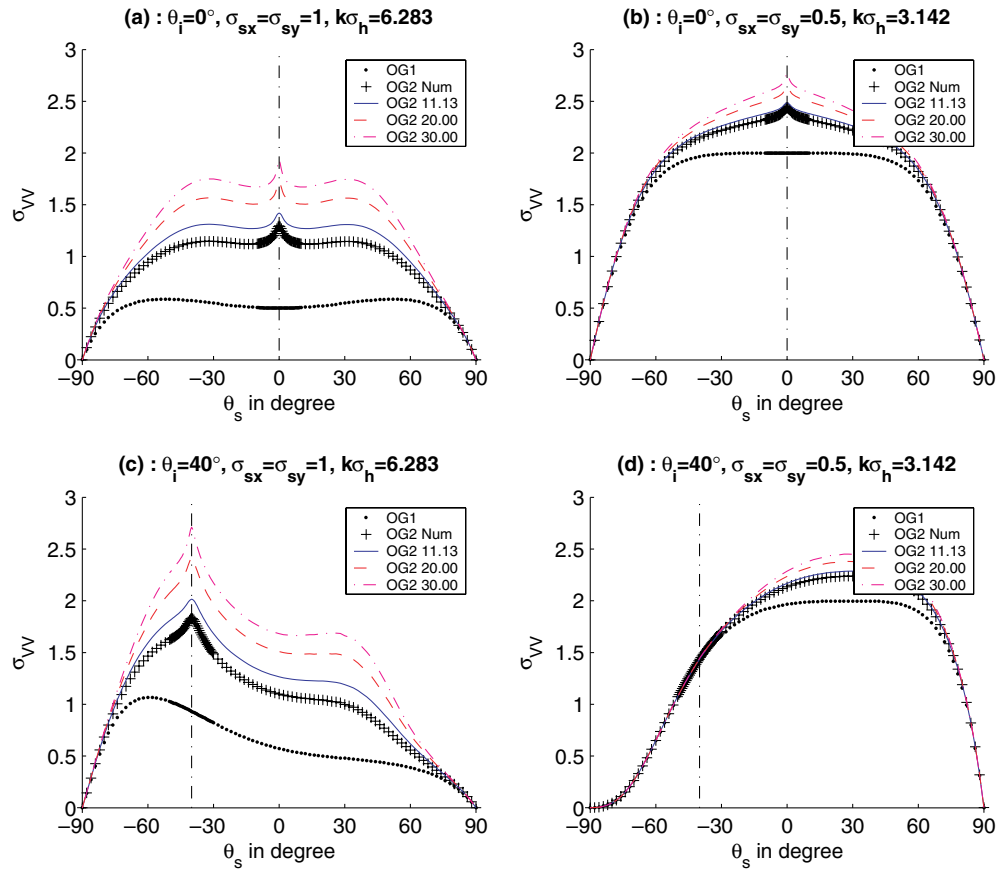 (a) : θi=0°, σsx=σsy=1, kσh=6.283
σVV
3
2.5
2
1.5
1
0.5
0
−90 −60 −30 0 30 60 90
θs in degree
OG1
OG2 Num
OG2 11.13
OG2 20.00
OG2 30.00
(b) : θi=0°, σsx=σsy=0.5, kσh=3.142
σVV
3
2.5
2
1.5
1
0.5
0
−90 −60 −30 0 30 60 90
θs in degree
OG1
OG2 Num
OG2 11.13
OG2 20.00
OG2 30.00
(c) : θi=40°, σsx=σsy=1, kσh=6.283
σVV
3
2.5
2
1.5
1
0.5
0
−90 −60 −30 0 30 60 90
θs in degree
OG1
OG2 Num
OG2 11.13
OG2 20.00
OG2 30.00
(d) : θi=40°, σsx=σsy=0.5, kσh=3.142
σVV
3
2.5
2
1.5
1
0.5
0
−90 −60 −30 0 30 60 90
θs in degree
OG1
OG2 Num
OG2 11.13
OG2 20.00
OG2 30.00